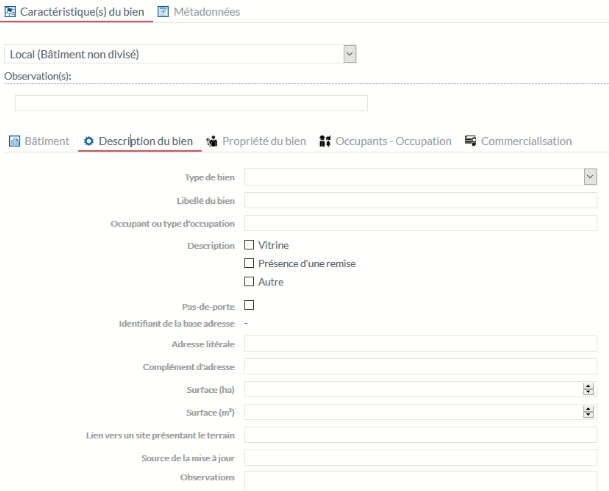 Caractéristique(s) du bien Métadonnées
Local (Bâtiment non divisé)
Observation(s):
Bâtiment Description du bien Propriété du bien Occupants - Occupation Commercialisation
Type de bien
Libellé du bien
Occupant ou type d'occupation
Description Vitrine
Présence d'une remise
Autre
Pas-de-porte
Identifiant de la base adresse -
Adresse litérale
Complément d'adresse
Surface (ha)
Surface (m²)
Lien vers un site présentant le terrain
Source de la mise à jour
Observations